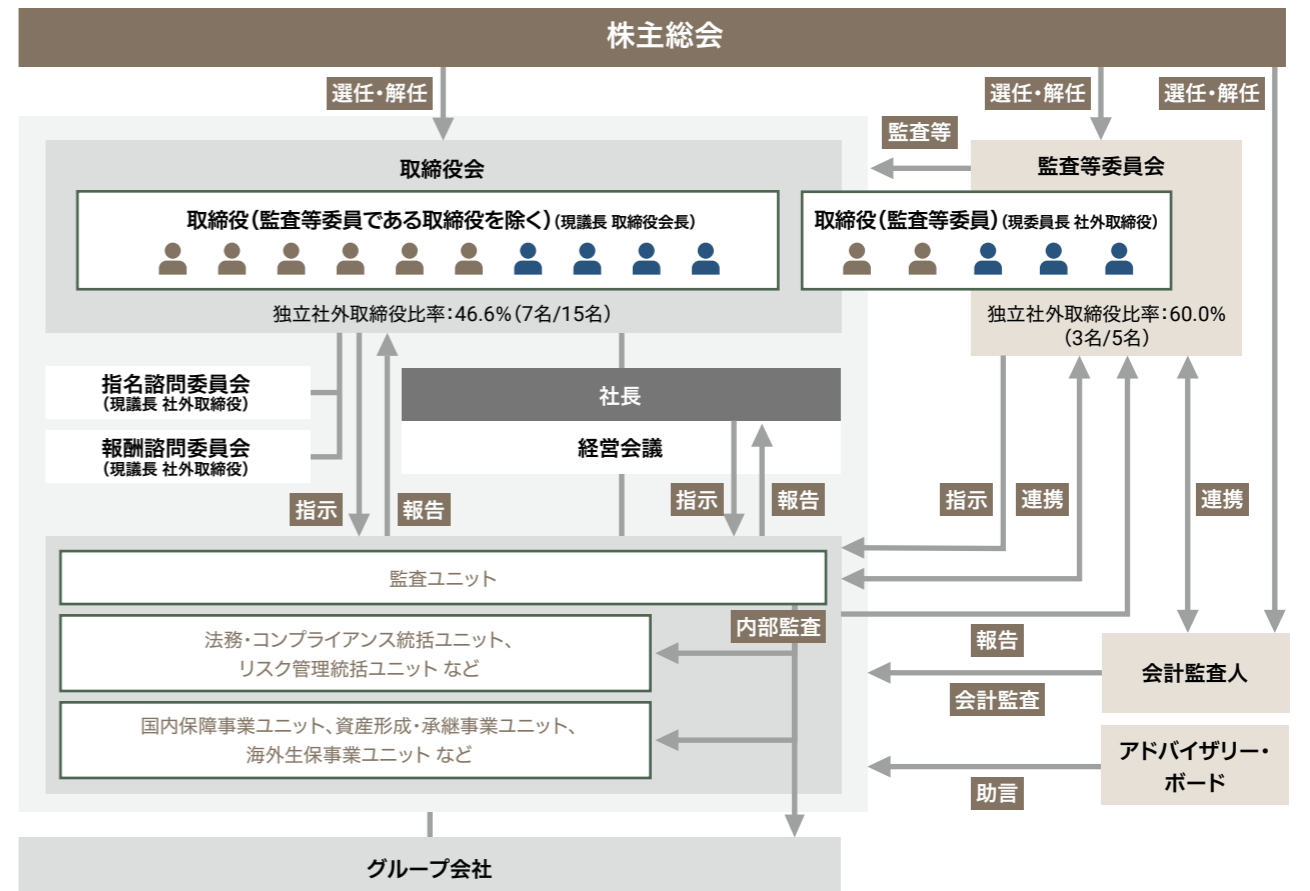 株主総会
選任・解任
選任・解任
選任・解任
監査等
取締役会
取締役（監査等委員である取締役を除く）（現議長 取締役会長）
独立社外取締役比率：46.6%（7名/15名）
監査等委員会
取締役（監査等委員）（現委員長 社外取締役）
独立社外取締役比率：60.0%
（3名/5名）
指名諮問委員会
（現議長 社外取締役）
報酬諮問委員会
（現議長 社外取締役）
社長
経営会議
指示
報告
指示
報告
指示
連携
連携
監査ユニット
法務・コンプライアンス統括ユニット、
リスク管理統括ユニット など
国内保障事業ユニット、資産形成・承継事業ユニット、
海外生保事業ユニット など
内部監査
報告
会計監査
会計監査人
助言
アドバイザリー・
ボード
グループ会社